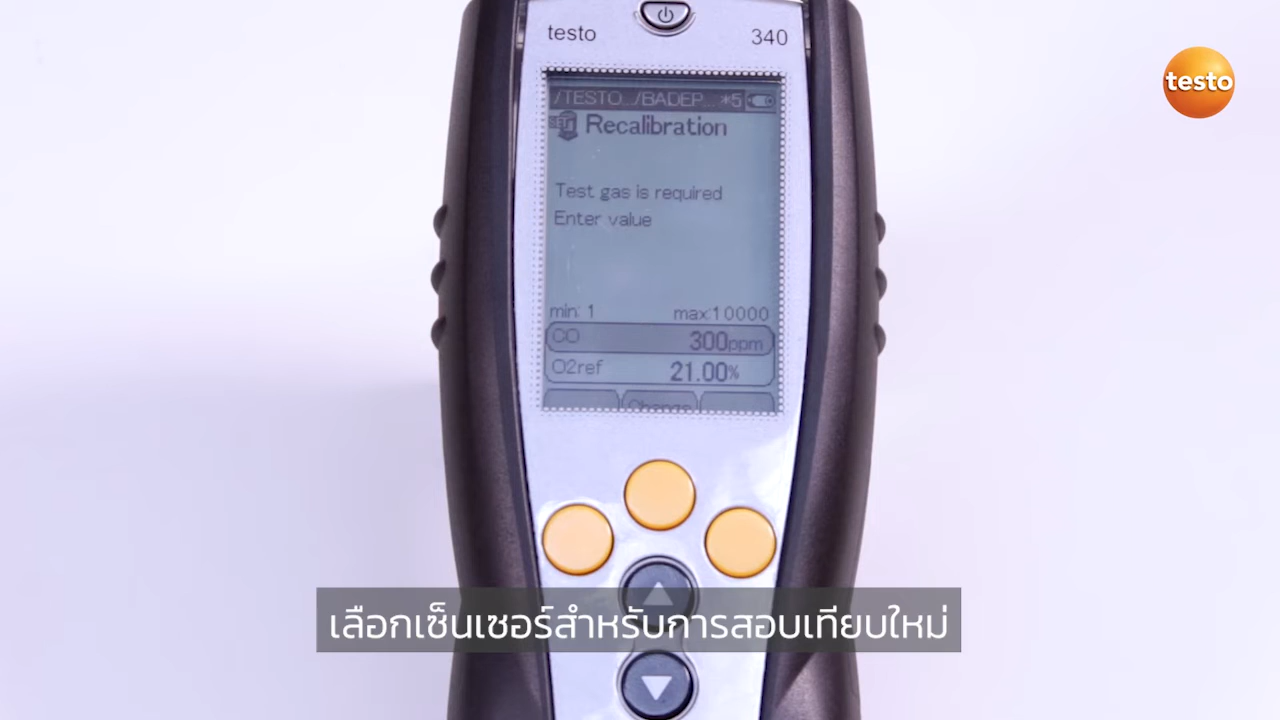 testo 340
testo
/TESTO.../BADEP... *5
Recalibration
Test gas is required
Enter value
min: 1 max:10000
CO 300ppm
O2ref 21.00%
Change
เลือกเซ็นเซอร์สำหรับการสอบเทียบใหม่